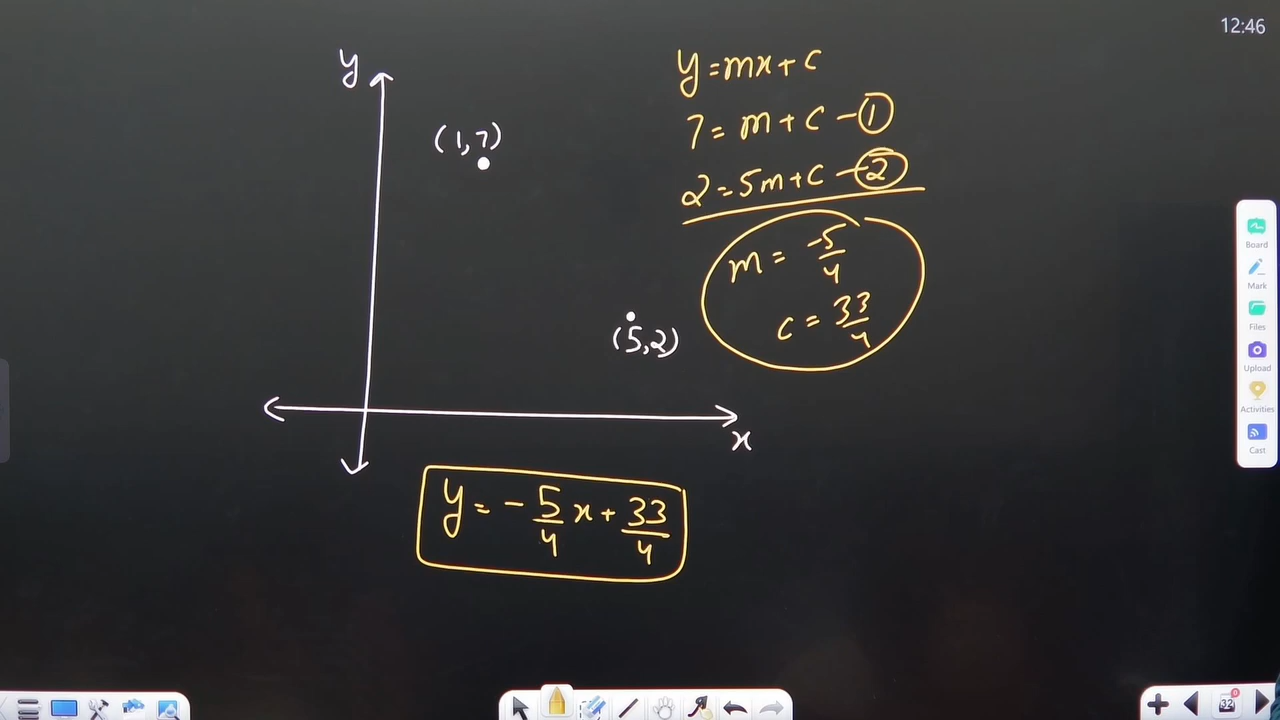 12:46
y
(1,7)
y = mx + c
7 = m + c - ①
2 = 5m + c - ②
m = -5/4
c = 33/4
(5,2)
x
y = - 5/4 x + 33/4
Board
Mark
Files
Upload
Activities
Cast
0
32